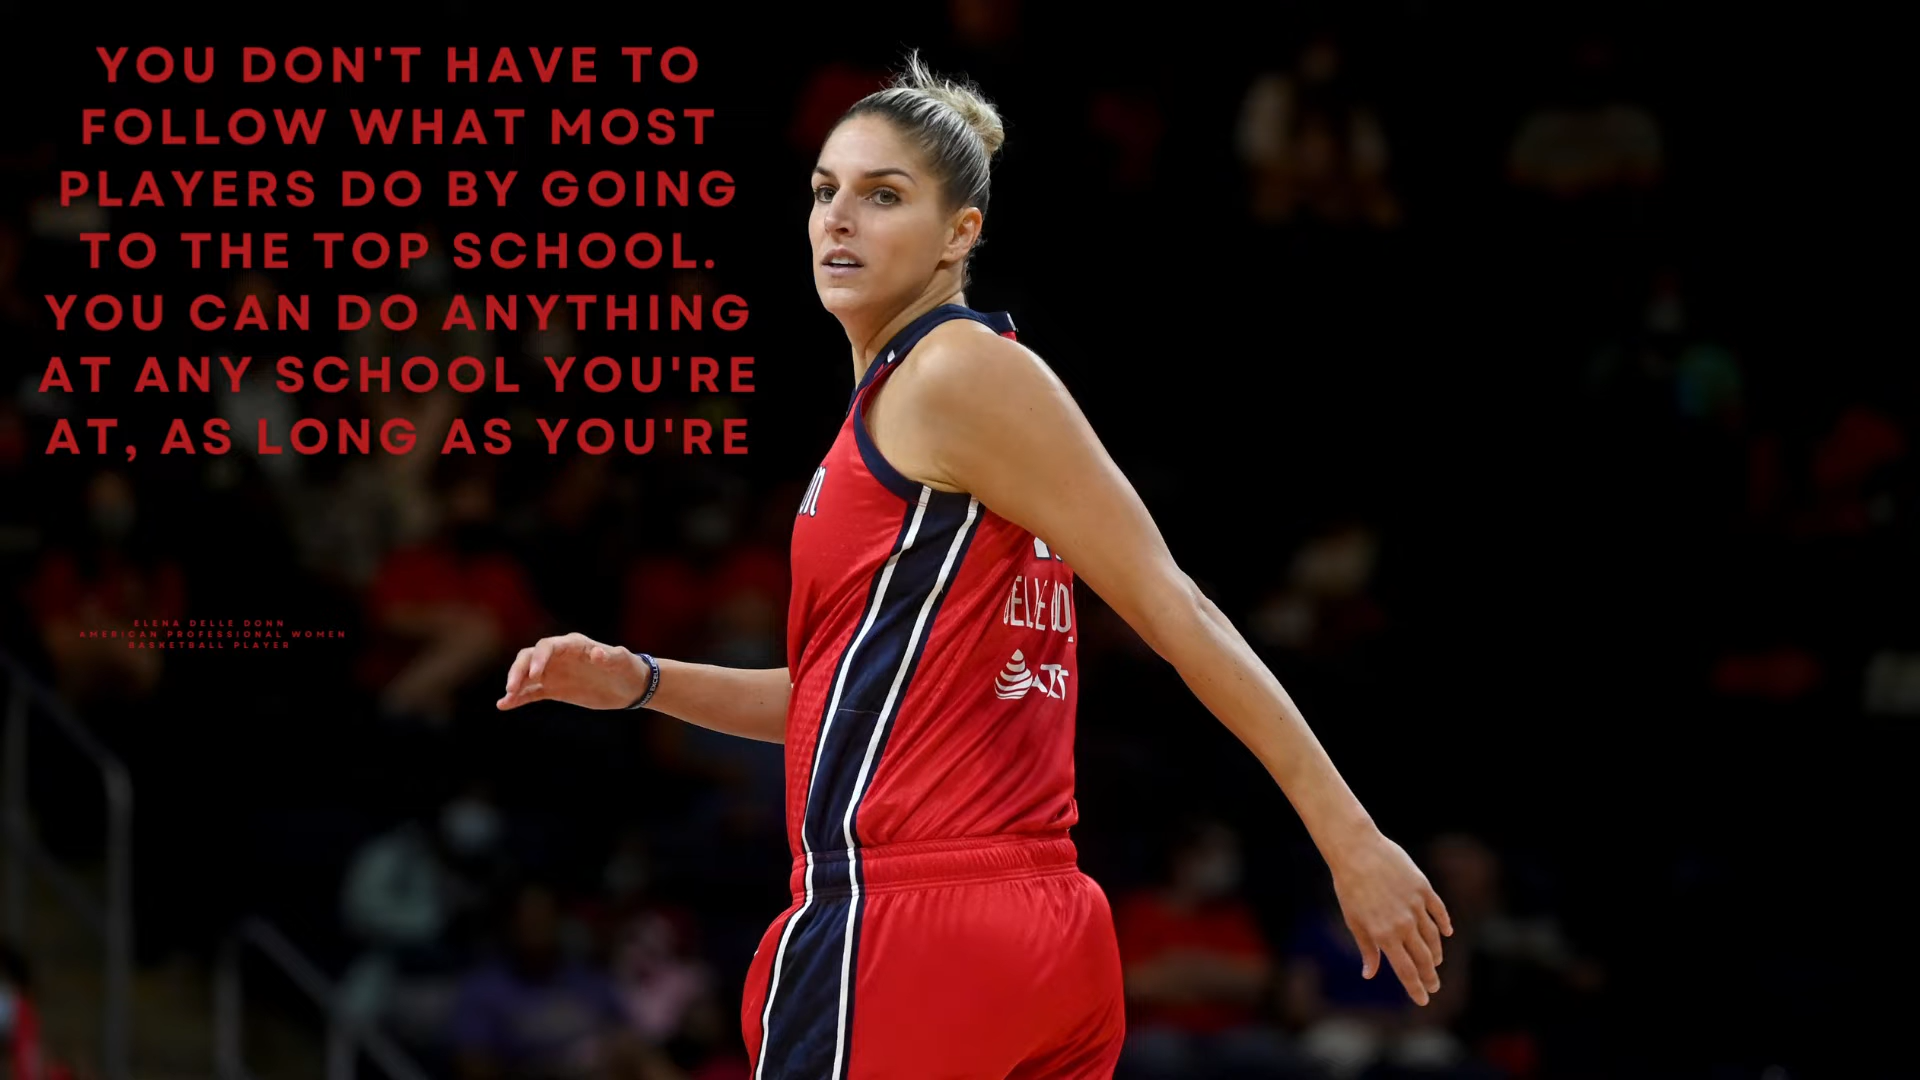 YOU DON'T HAVE TO
FOLLOW WHAT MOST
PLAYERS DO BY GOING
TO THE TOP SCHOOL.
YOU CAN DO ANYTHING
AT ANY SCHOOL YOU'RE
AT, AS LONG AS YOU'RE
ELENA DELLE DONN
AMERICAN PROFESSIONAL WOMEN
BASKETBALL PLAYER